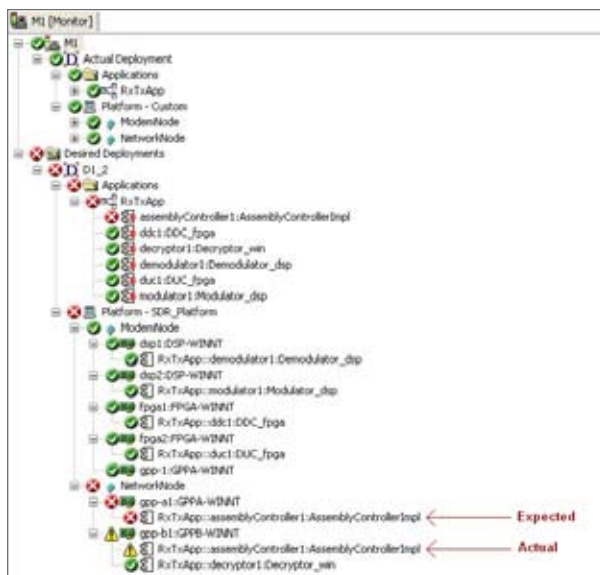 M1 [Monitor]
M1
Actual Deployment
Applications
RxTxApp
Platform - Custom
ModemNode
NetworkNode
Desired Deployments
D1_2
Applications
RxTxApp
assemblyController1:AssemblyControllerImpl
ddc1:DDC_fpga
decryptor1:Decryptor_win
demodulator1:Demodulator_dsp
duc1:DUC_fpga
modulator1:Modulator_dsp
Platform - SDR_Platform
ModemNode
dsp1:DSP-WINNT
RxTxApp::demodulator1:Demodulator_dsp
dsp2:DSP-WINNT
RxTxApp::modulator1:Modulator_dsp
fpga1:FPGA-WINNT
RxTxApp::ddc1:DDC_fpga
fpga2:FPGA-WINNT
RxTxApp::duc1:DUC_fpga
gpp-1:GPPA-WINNT
NetworkNode
gpp-a1:GPPA-WINNT
RxTxApp::assemblyController1:AssemblyControllerImpl Expected
gpp-b1:GPPB-WINNT
RxTxApp::assemblyController1:AssemblyControllerImpl Actual
RxTxApp::decryptor1:Decryptor_win